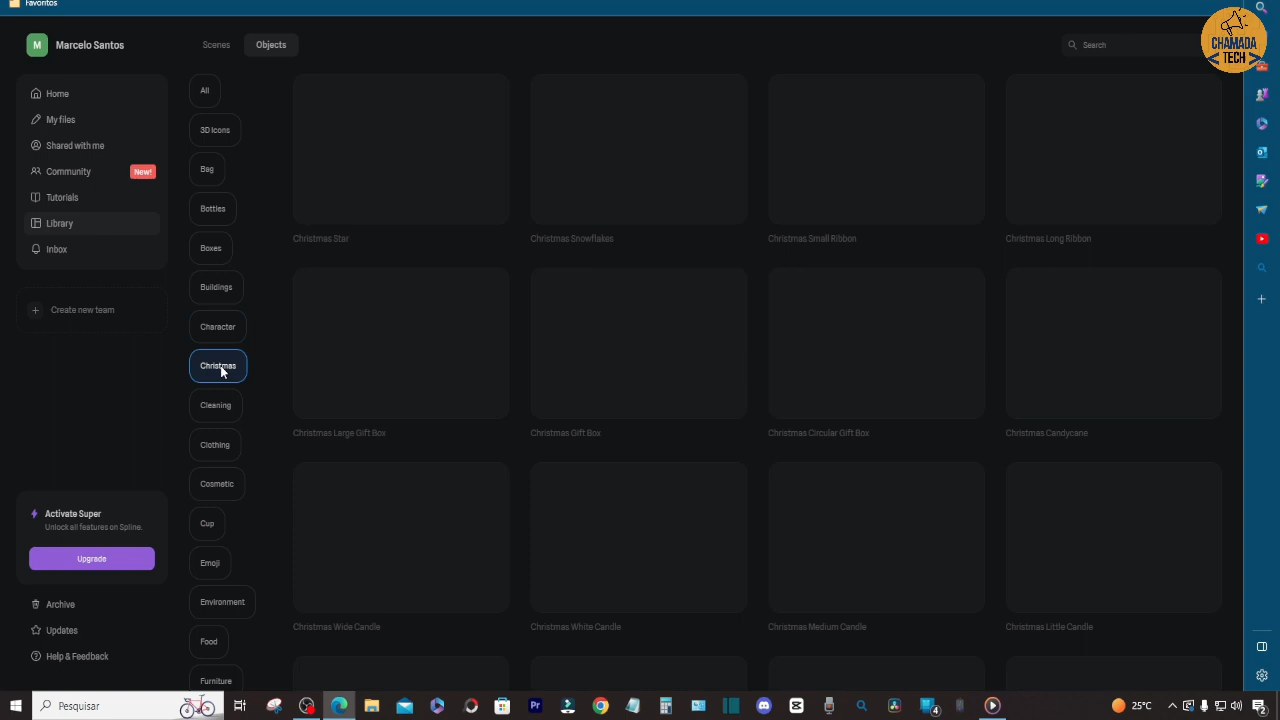 Favoritos
M Marcelo Santos
Scenes
Objects
Search
CHAMADA
TECH
Home
My files
Shared with me
Community New!
Tutorials
Library
Inbox
Create new team
Activate Super
Unlock all features on Spline.
Upgrade
Archive
Updates
Help & Feedback
All
3D Icons
Bag
Bottles
Boxes
Buildings
Character
Christmas
Cleaning
Clothing
Cosmetic
Cup
Emoji
Environment
Food
Furniture
Christmas Star
Christmas Snowflakes
Christmas Small Ribbon
Christmas Long Ribbon
Christmas Large Gift Box
Christmas Gift Box
Christmas Circular Gift Box
Christmas Candycane
Christmas Wide Candle
Christmas White Candle
Christmas Medium Candle
Christmas Little Candle
Pesquisar
Pr
4
25°C
2